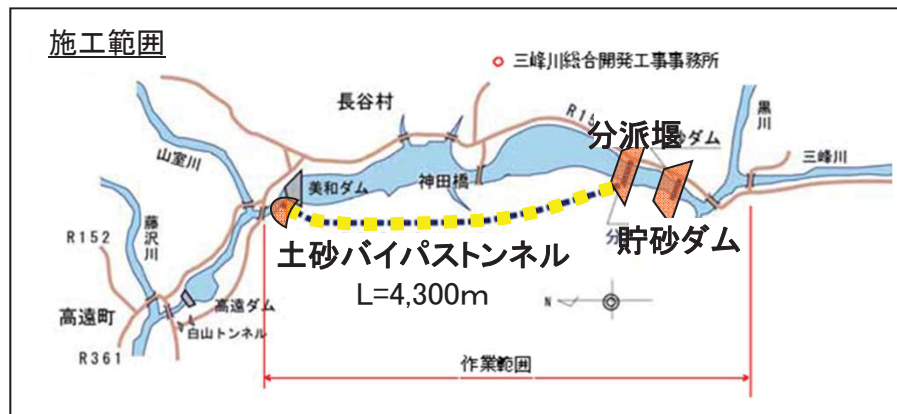 施工範囲
三峰川総合開発工事事務所
長谷村
R15
分派堰
ダム
黒川
三峰川
山室川
美和ダム
神田橋
分
貯砂ダム
藤沢川
R152
土砂バイパストンネル
L=4,300m
N
高遠ダム
高遠町
白山トンネル
R361
作業範囲